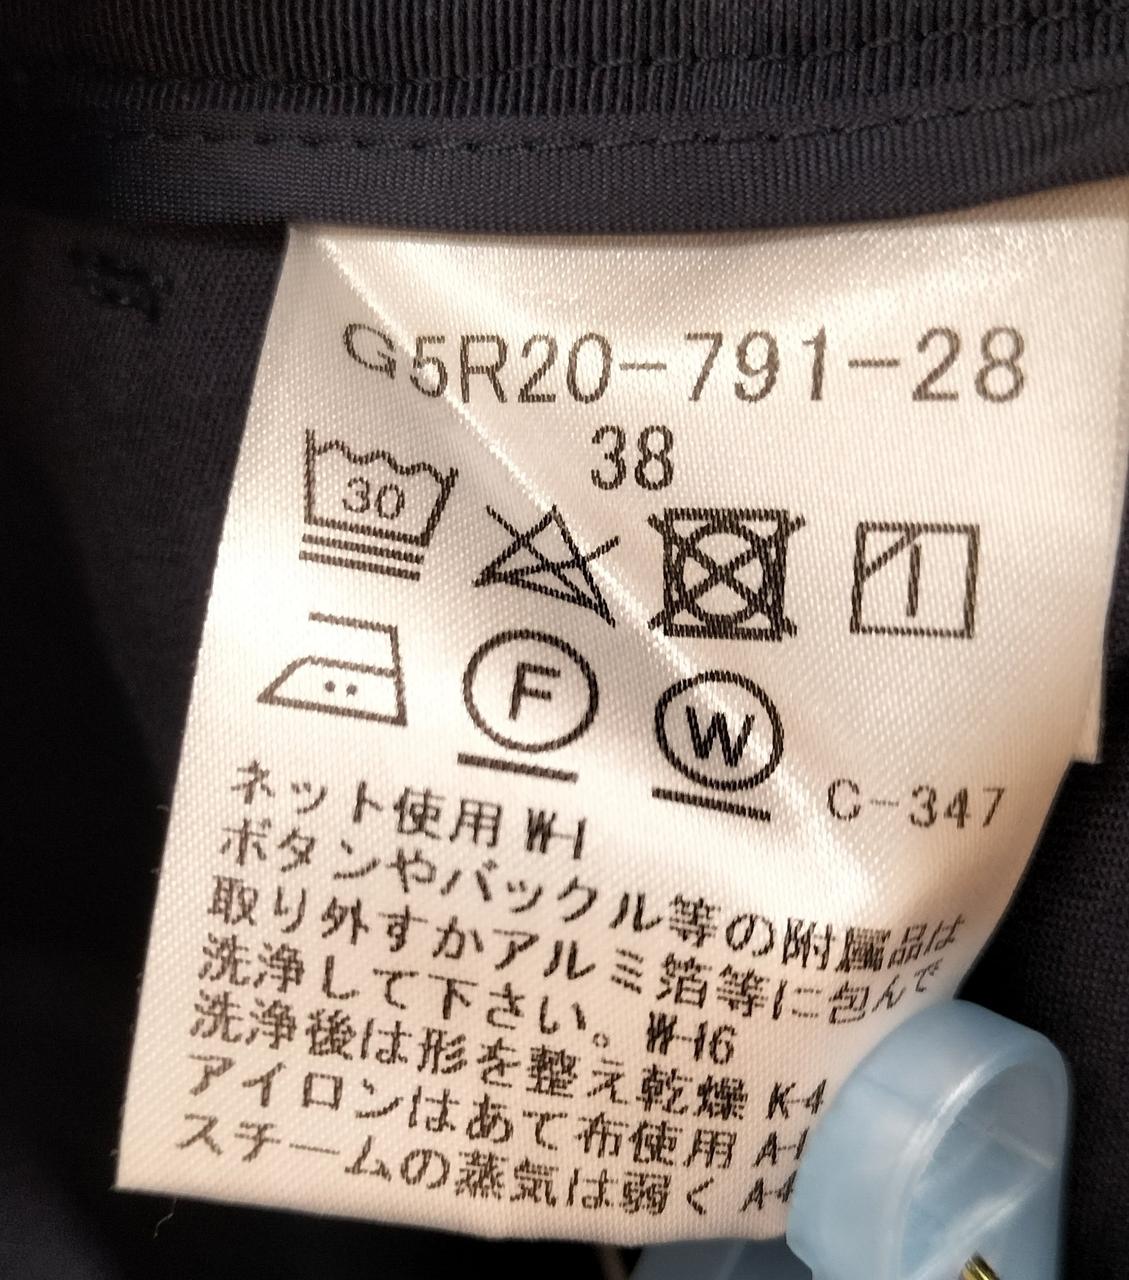 G5R20-791-28
38
30
F W
C-347
ネット使用 W-1
ボタンやバックル等の附属品は
取り外すかアルミ箔等に包んで
洗浄して下さい。W-16
洗浄後は形を整え乾燥 K-4
アイロンはあて布使用 A-1
スチームの蒸気は弱く A-4